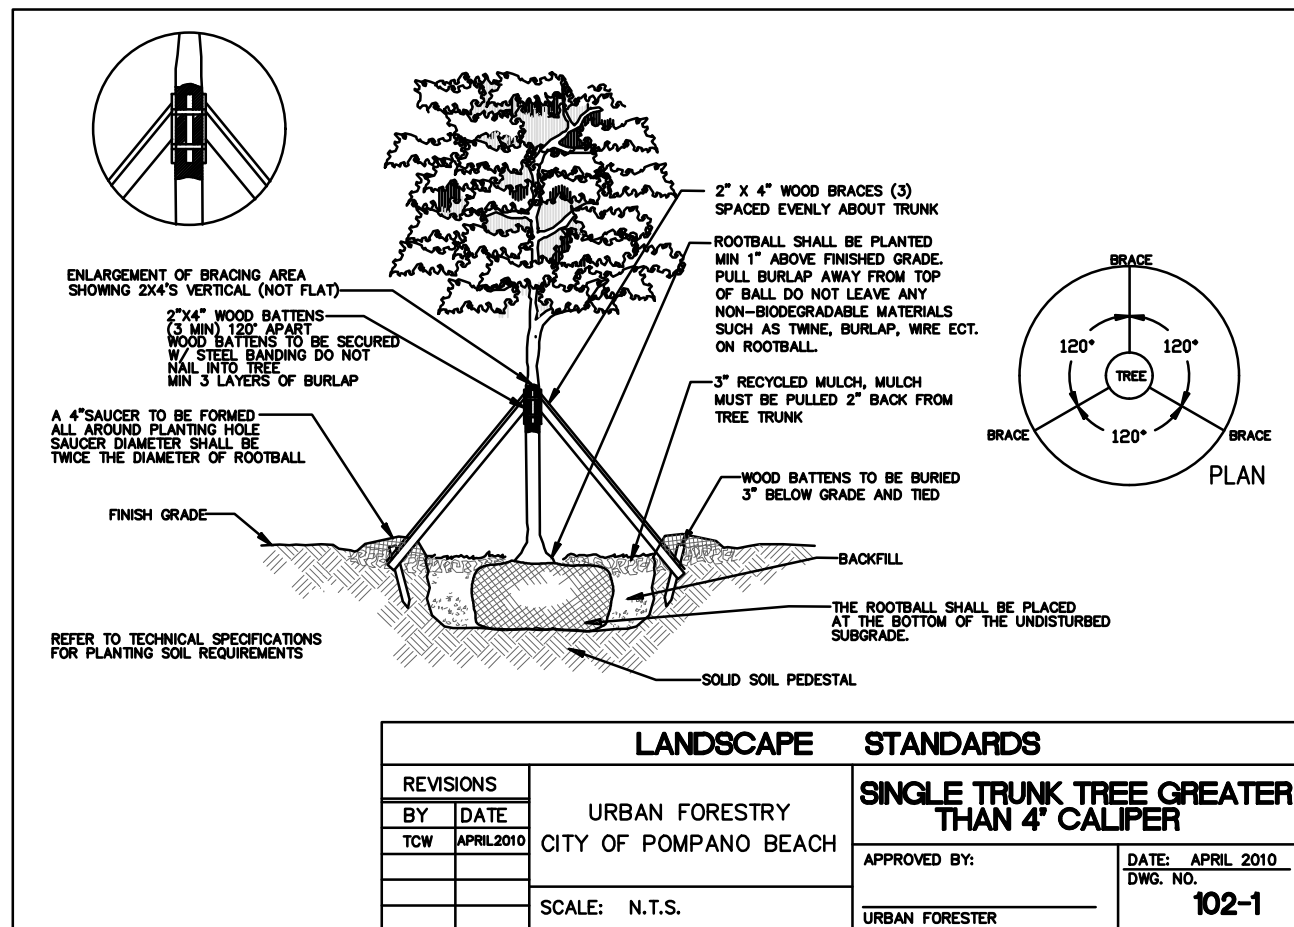 2" X 4" WOOD BRACES (3)
SPACED EVENLY ABOUT TRUNK
ROOTBALL SHALL BE PLANTED
MIN 1" ABOVE FINISHED GRADE.
PULL BURLAP AWAY FROM TOP
OF BALL DO NOT LEAVE ANY
NON-BIODEGRADABLE MATERIALS
SUCH AS TWINE, BURLAP, WIRE ECT.
ON ROOTBALL.
ENLARGEMENT OF BRACING AREA
SHOWING 2X4'S VERTICAL (NOT FLAT)
2"X4" WOOD BATTENS
(3 MIN) 120° APART
WOOD BATTENS TO BE SECURED
W/ STEEL BANDING DO NOT
NAIL INTO TREE
MIN 3 LAYERS OF BURLAP
3" RECYCLED MULCH, MULCH
MUST BE PULLED 2" BACK FROM
TREE TRUNK
A 4"SAUCER TO BE FORMED
ALL AROUND PLANTING HOLE
SAUCER DIAMETER SHALL BE
TWICE THE DIAMETER OF ROOTBALL
WOOD BATTENS TO BE BURIED
3" BELOW GRADE AND TIED
FINISH GRADE
BACKFILL
THE ROOTBALL SHALL BE PLACED
AT THE BOTTOM OF THE UNDISTURBED
SUBGRADE.
REFER TO TECHNICAL SPECIFICATIONS
FOR PLANTING SOIL REQUIREMENTS
SOLID SOIL PEDESTAL
BRACE
120°
120°
TREE
120°
BRACE
BRACE
PLAN
LANDSCAPE STANDARDS
REVISIONS
BY DATE
TCW APRIL2010
URBAN FORESTRY
CITY OF POMPANO BEACH
SCALE: N.T.S.
SINGLE TRUNK TREE GREATER
THAN 4" CALIPER
APPROVED BY:
URBAN FORESTER
DATE: APRIL 2010
DWG. NO.
102-1